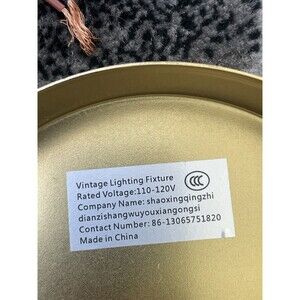 Vintage Lighting Fixture
Rated Voltage:110-120V
Company Name: shaoxingqingzhi
dianzishangwuyouxiangongsi
Contact Number: 86-13065751820
Made in China